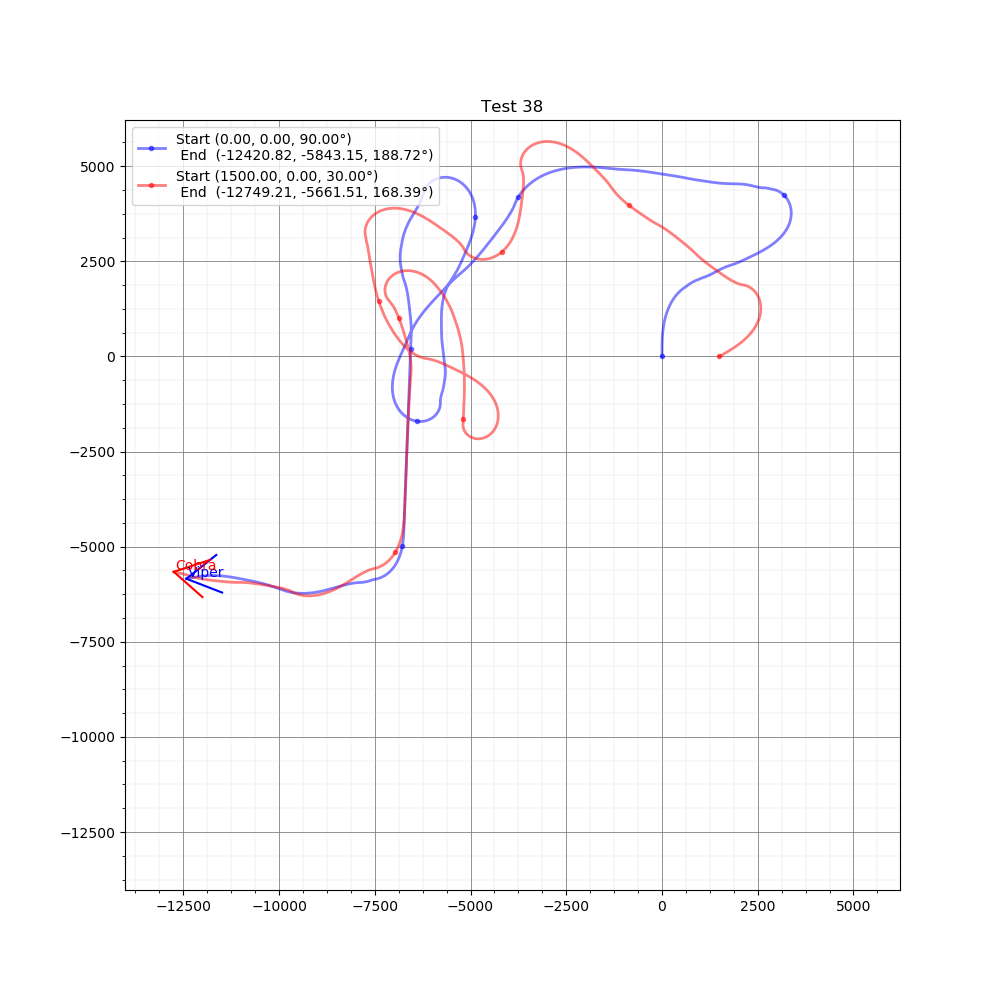 Test 38
Start (0.00, 0.00, 90.00°)
End  (-12420.82, -5843.15, 188.72°)
Start (1500.00, 0.00, 30.00°)
End  (-12749.21, -5661.51, 168.39°)
5000
2500
0
−2500
−5000
−7500
−10000
−12500
Cobra
Viper
−12500
−10000
−7500
−5000
−2500
0
2500
5000